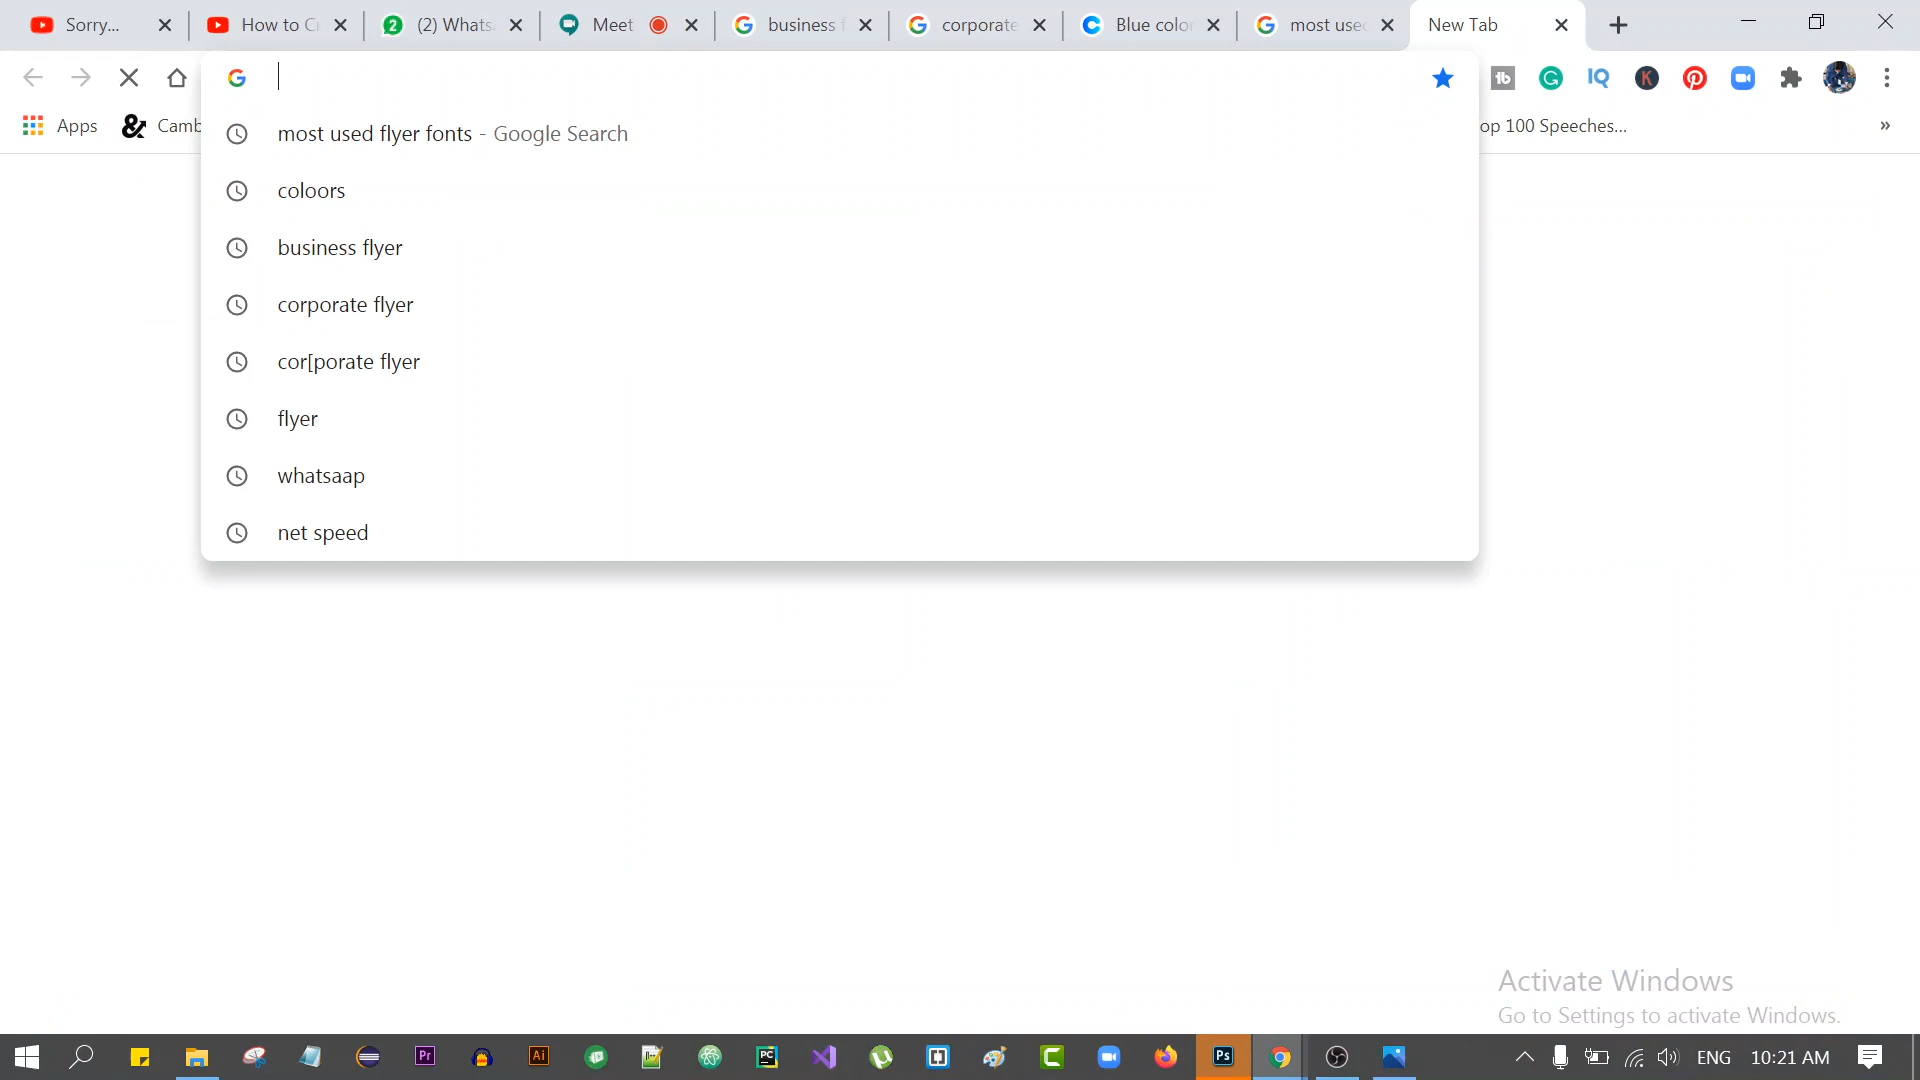 Sorry...
How to C
(2) Whats
Meet
business f
corporate
Blue color
most used
New Tab
Apps
Camb
op 100 Speeches...
»
most used flyer fonts - Google Search
coloors
business flyer
corporate flyer
cor[porate flyer
flyer
whatsaap
net speed
Activate Windows
Go to Settings to activate Windows.
ENG
10:21 AM